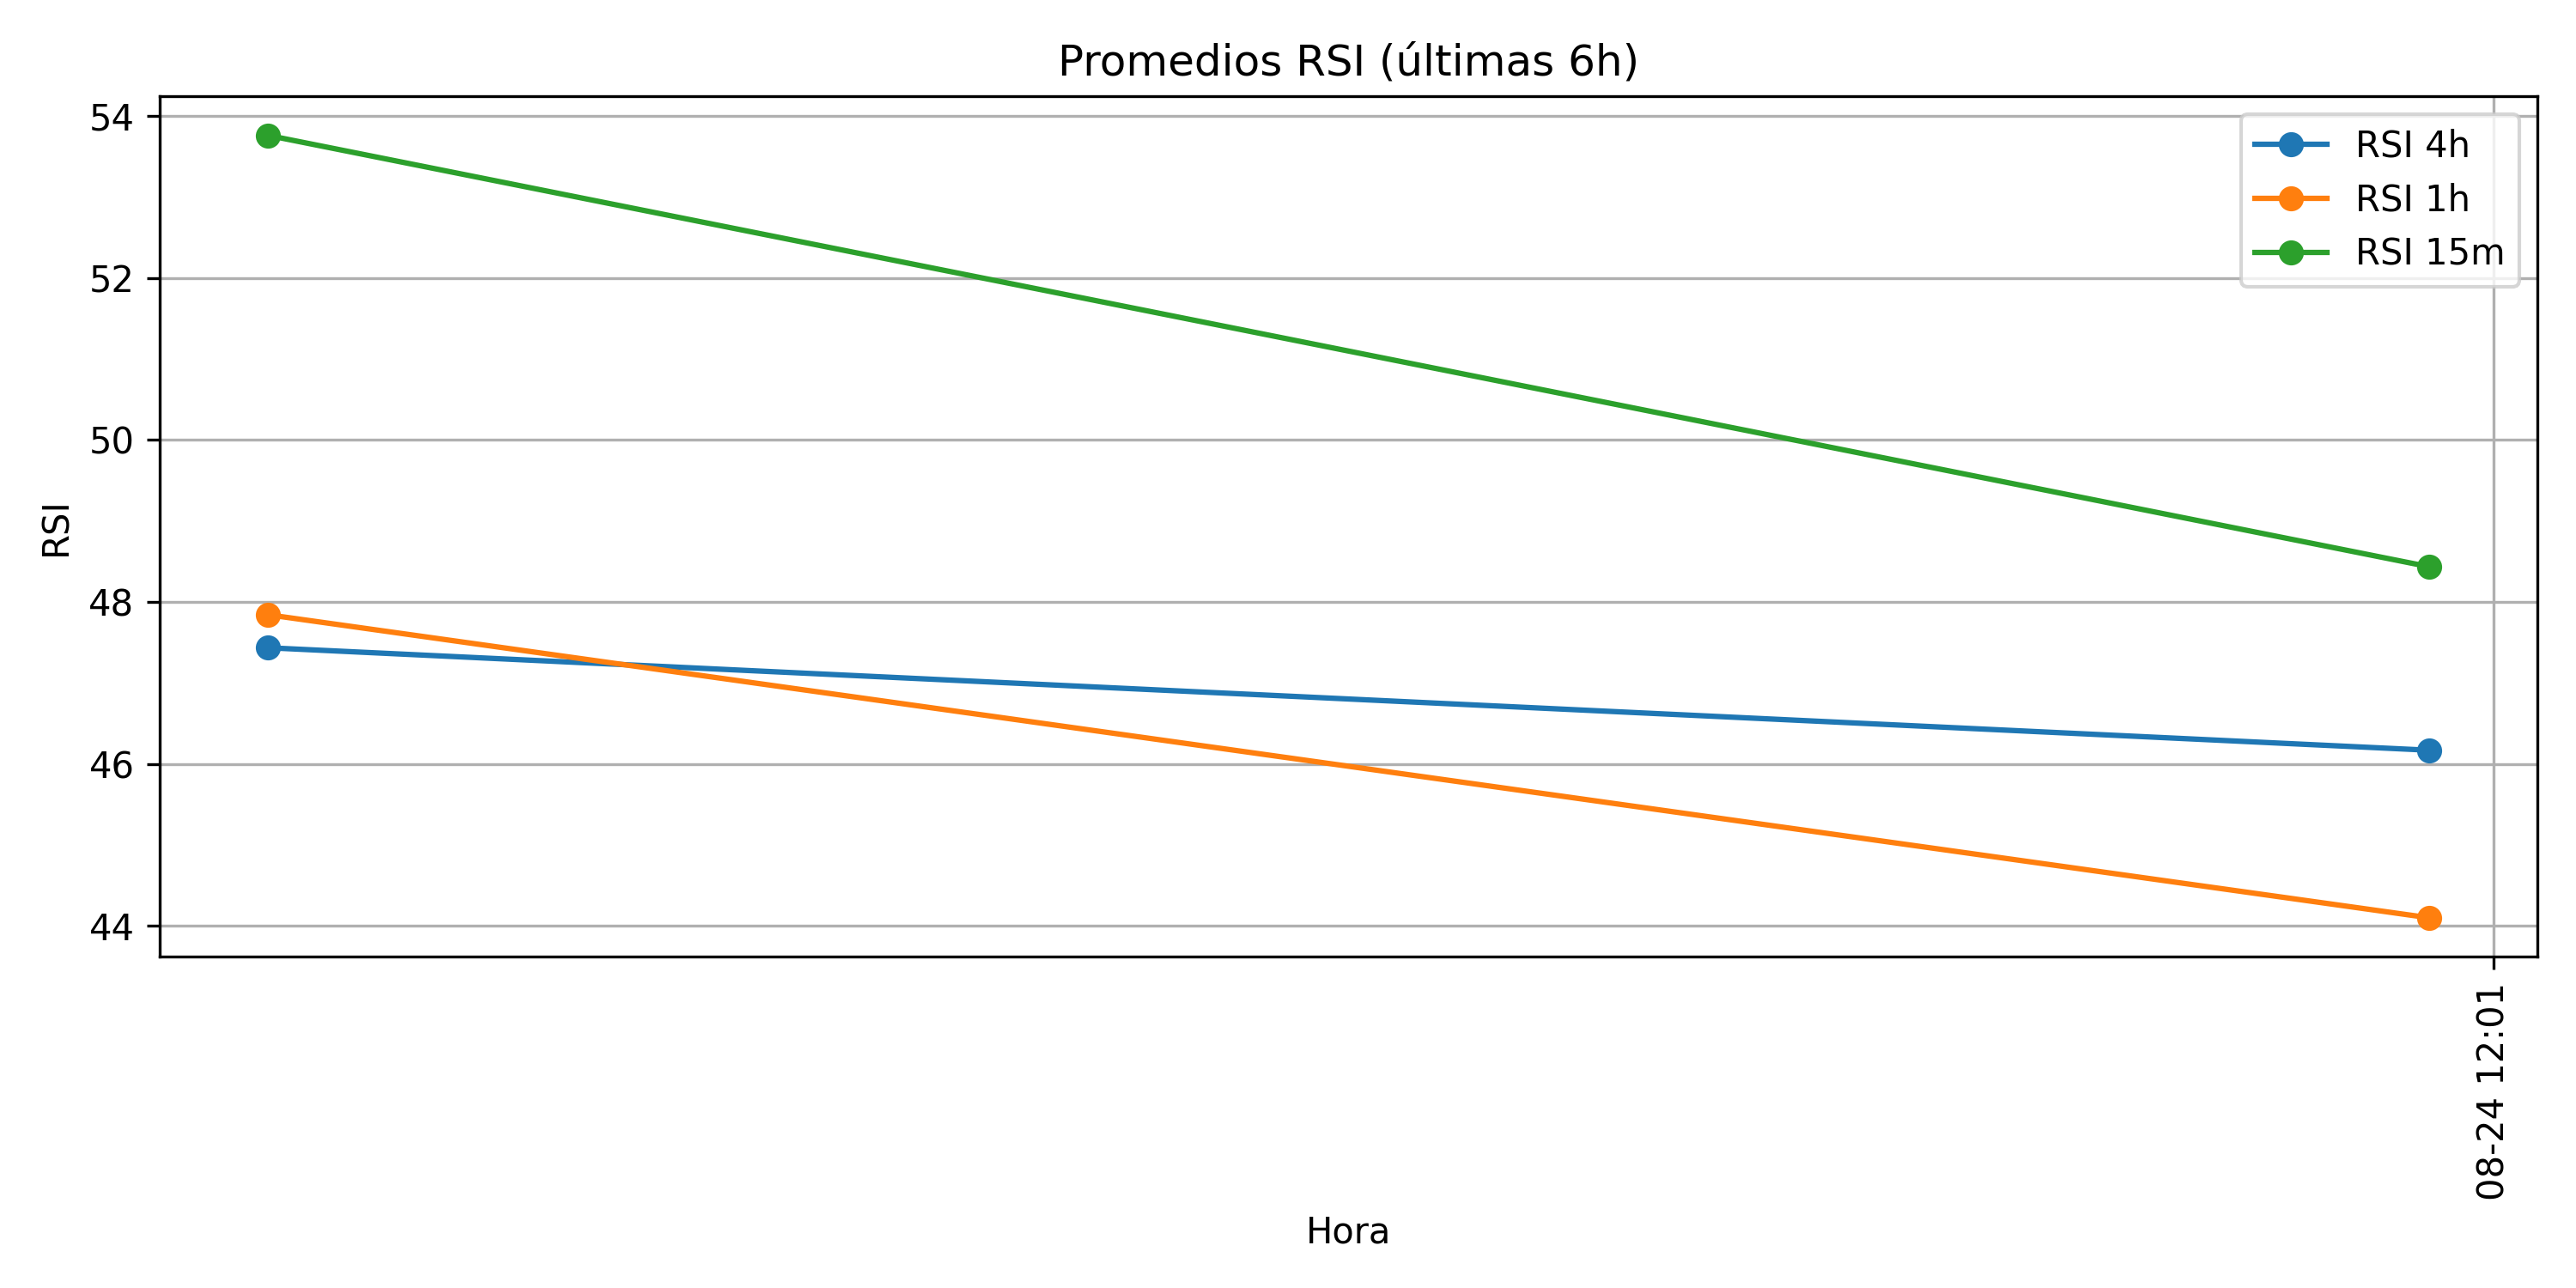 Promedios RSI (últimas 6h)
RSI 4h
RSI 1h
RSI 15m
54
52
50
48
46
44
RSI
08-24 12:01
Hora